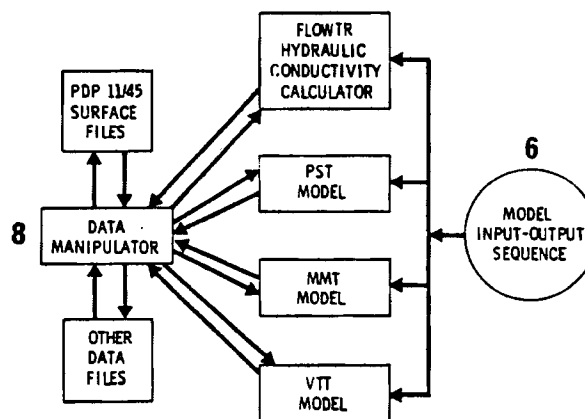 FLOWTR
HYDRAULIC
CONDUCTIVITY
CALCULATOR
PDP 11/45
SURFACE
FILES
6
PST
MODEL
MODEL
INPUT-OUTPUT
SEQUENCE
8
DATA
MANIPULATOR
MMT
MODEL
OTHER
DATA
FILES
VTT
MODEL